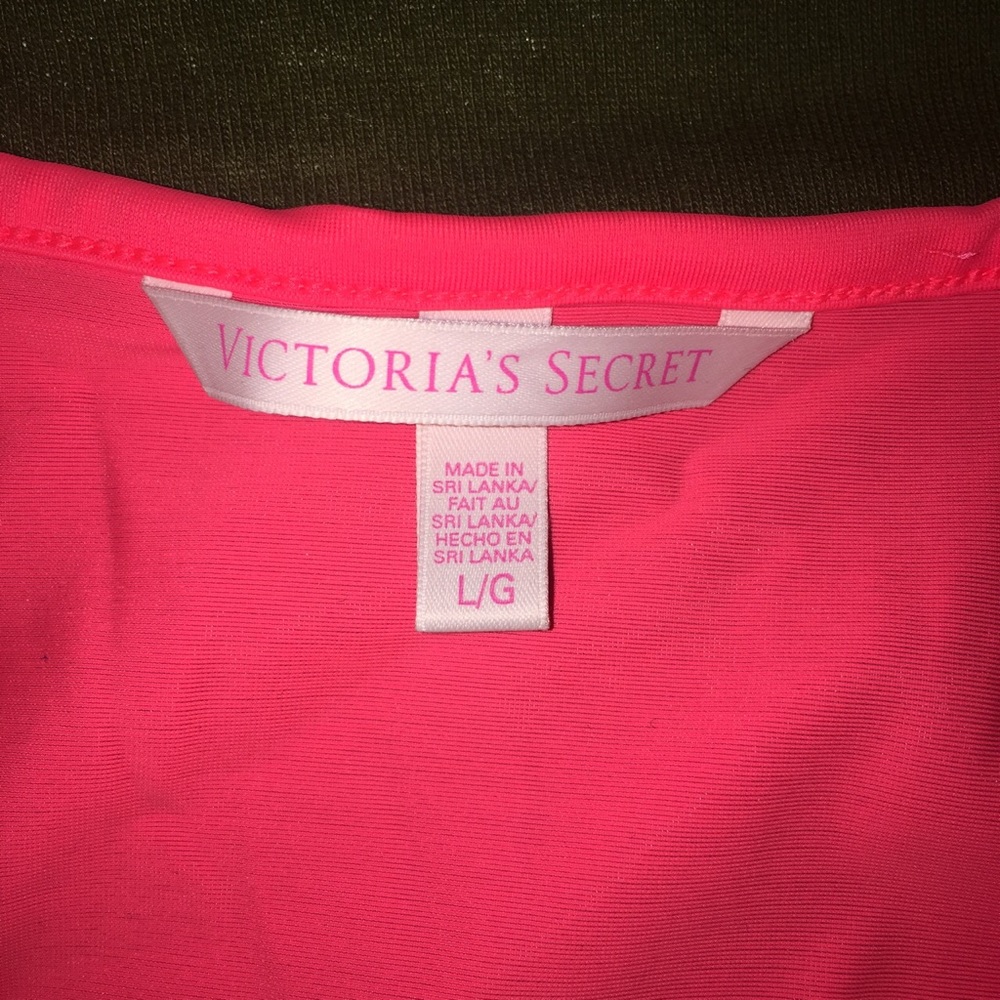 VICTORIA'S SECRET
MADE IN
SRI LANKA/
FAIT AU
SRI LANKA/
HECHO EN
SRI LANKA
L/G